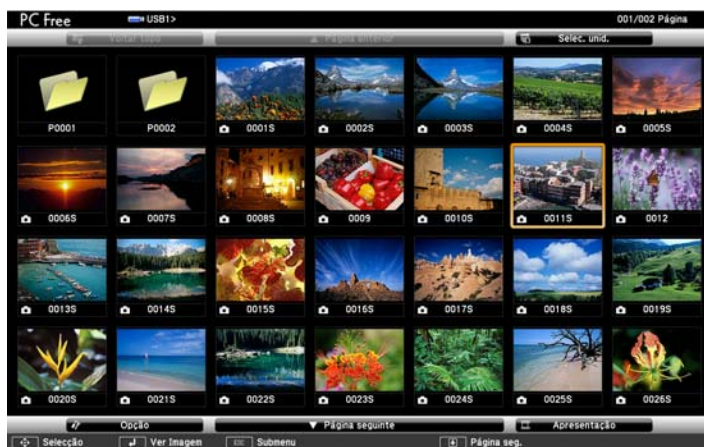 PC Free USB1> 001/002 Página
Voltar topo Página anterior Selec. unid.
P0001 P0002 0001S 0002S 0003S 0004S 0005S
0006S 0007S 0008S 0009 0010S 0011S 0012
0013S 0014S 0015S 0016S 0017S 0018S 0019S
0020S 0021S 0022S 0023S 0024S 0025S 0026S
Opção Página seguinte Apresentação
Selecção Ver Imagem ESC Submenu Página seg.